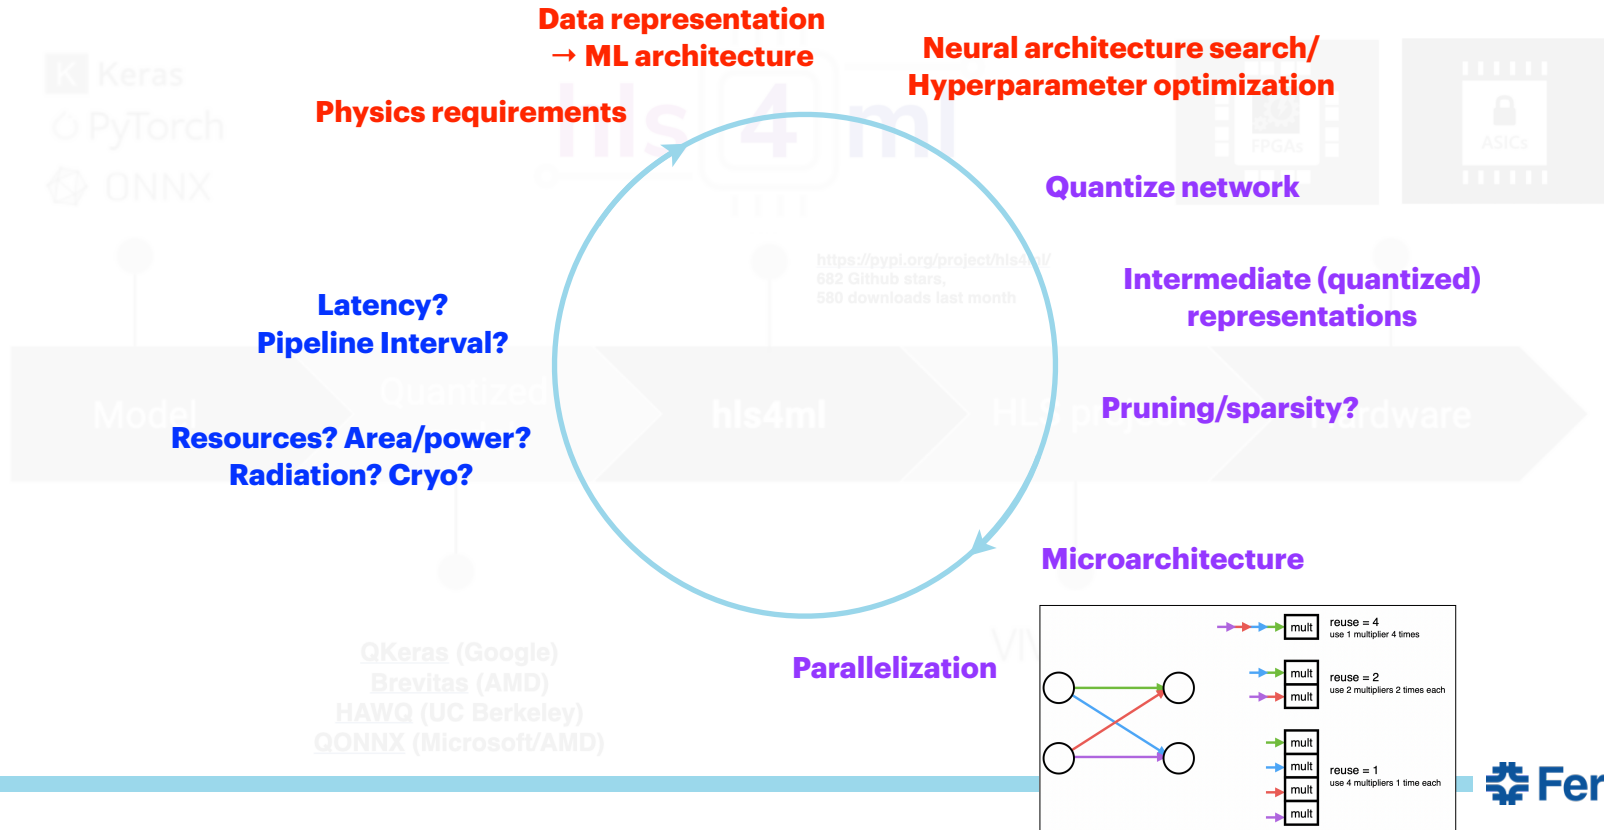 Data representation
→ ML architecture
Neural architecture search/
Hyperparameter optimization
Physics requirements
Keras
PyTorch
ONNX
hls 4 ml
FPGAs
ASICs
Quantize network
https://pypi.org/project/hls4ml/
682 Github stars,
580 downloads last month
Intermediate (quantized)
representations
Latency?
Pipeline Interval?
Model
Quantized
hls4ml
HLS
Pruning/sparsity?
Resources? Area/power?
Radiation? Cryo?
Microarchitecture
Parallelization
QKeras (Google)
Brevitas (AMD)
HAWQ (UC Berkeley)
QONNX (Microsoft/AMD)
mult
reuse = 4
use 1 multiplier 4 times
mult
mult
reuse = 2
use 2 multipliers 2 times each
mult
mult
mult
mult
reuse = 1
use 4 multipliers 1 time each
Fer